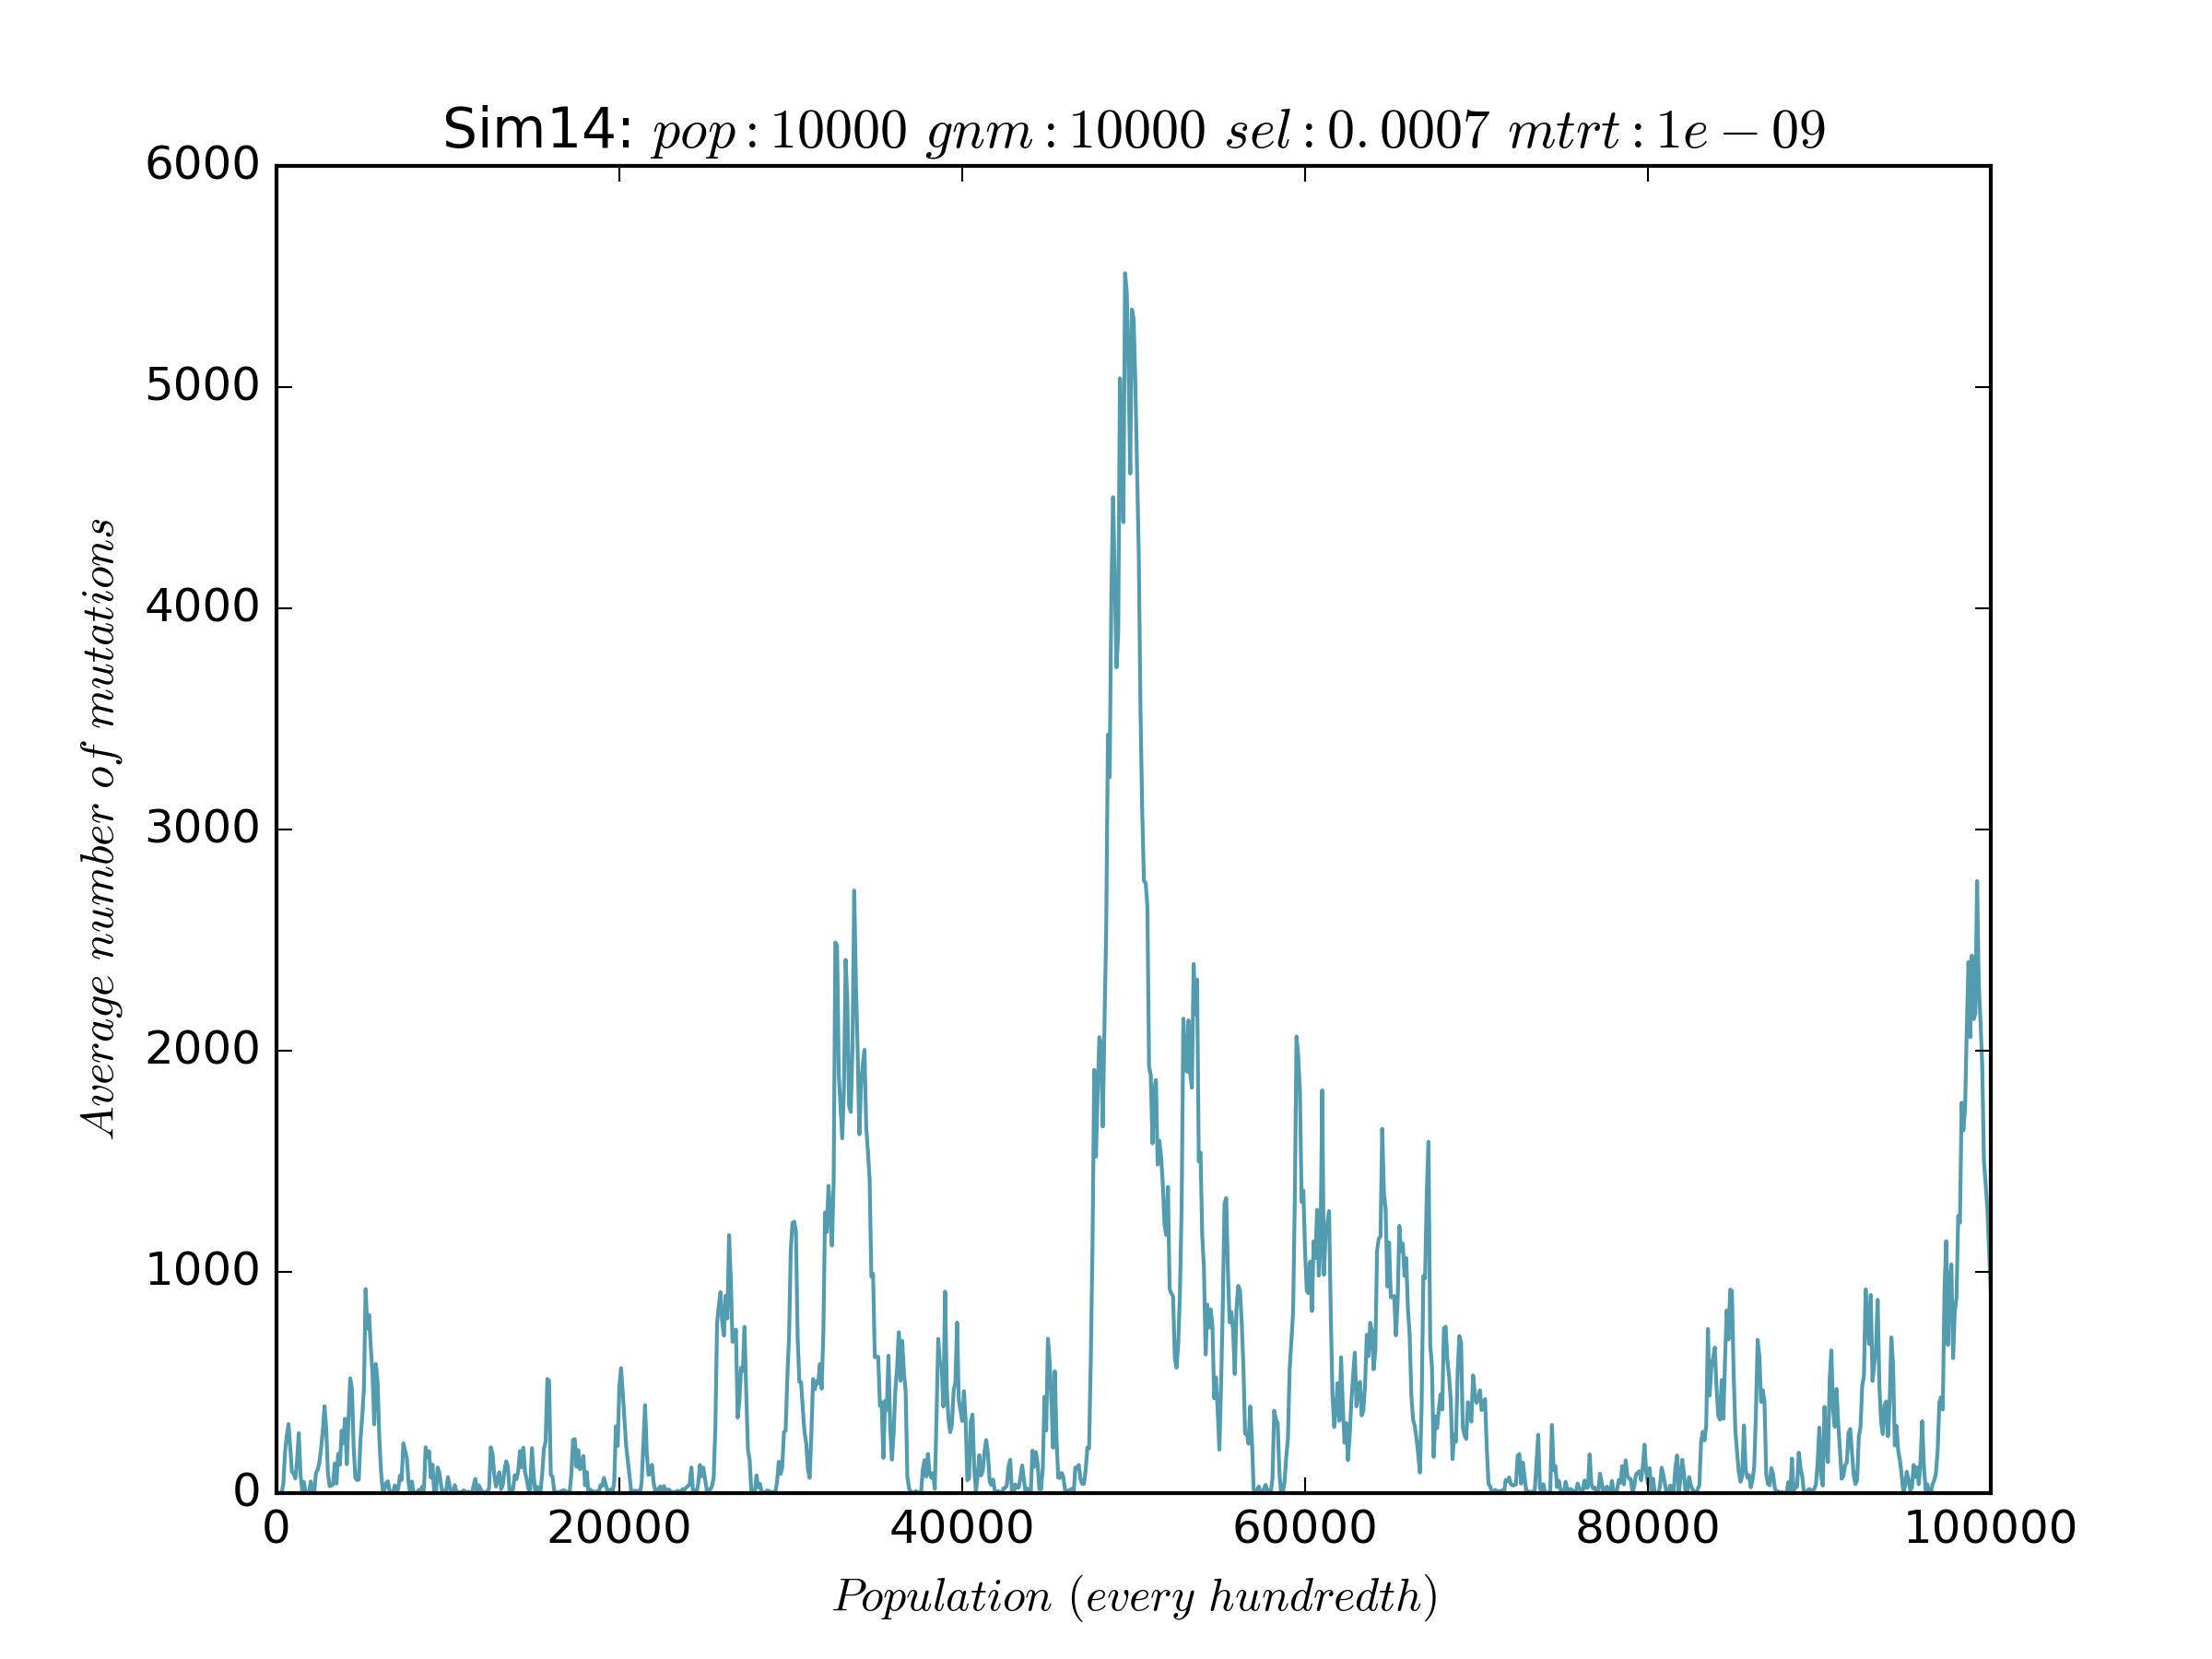 Sim14: pop : 10000 gnm : 10000 sel : 0.0007 mtrt : 1e − 09
6000
5000
4000
3000
2000
1000
0
Average number of mutations
0 20000 40000 60000 80000 100000
Population (every hundredth)